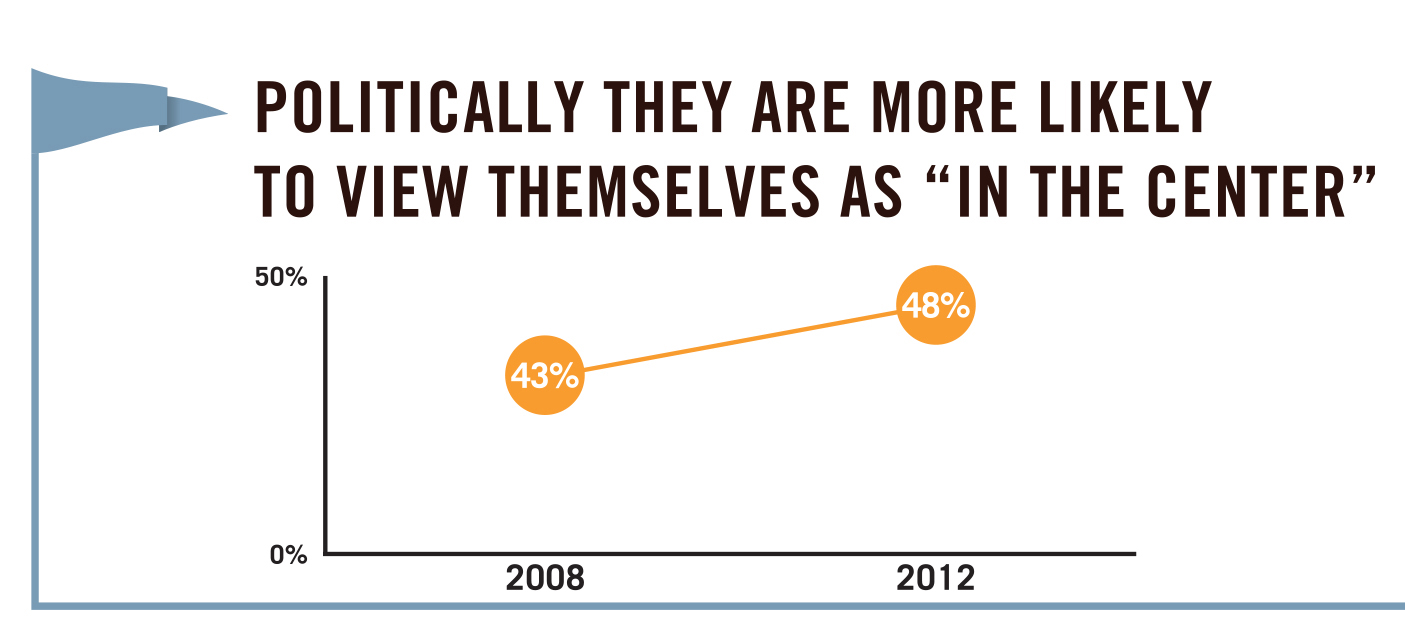 POLITICALLY THEY ARE MORE LIKELY
TO VIEW THEMSELVES AS “IN THE CENTER”
50%
48%
43%
0%
2008 2012